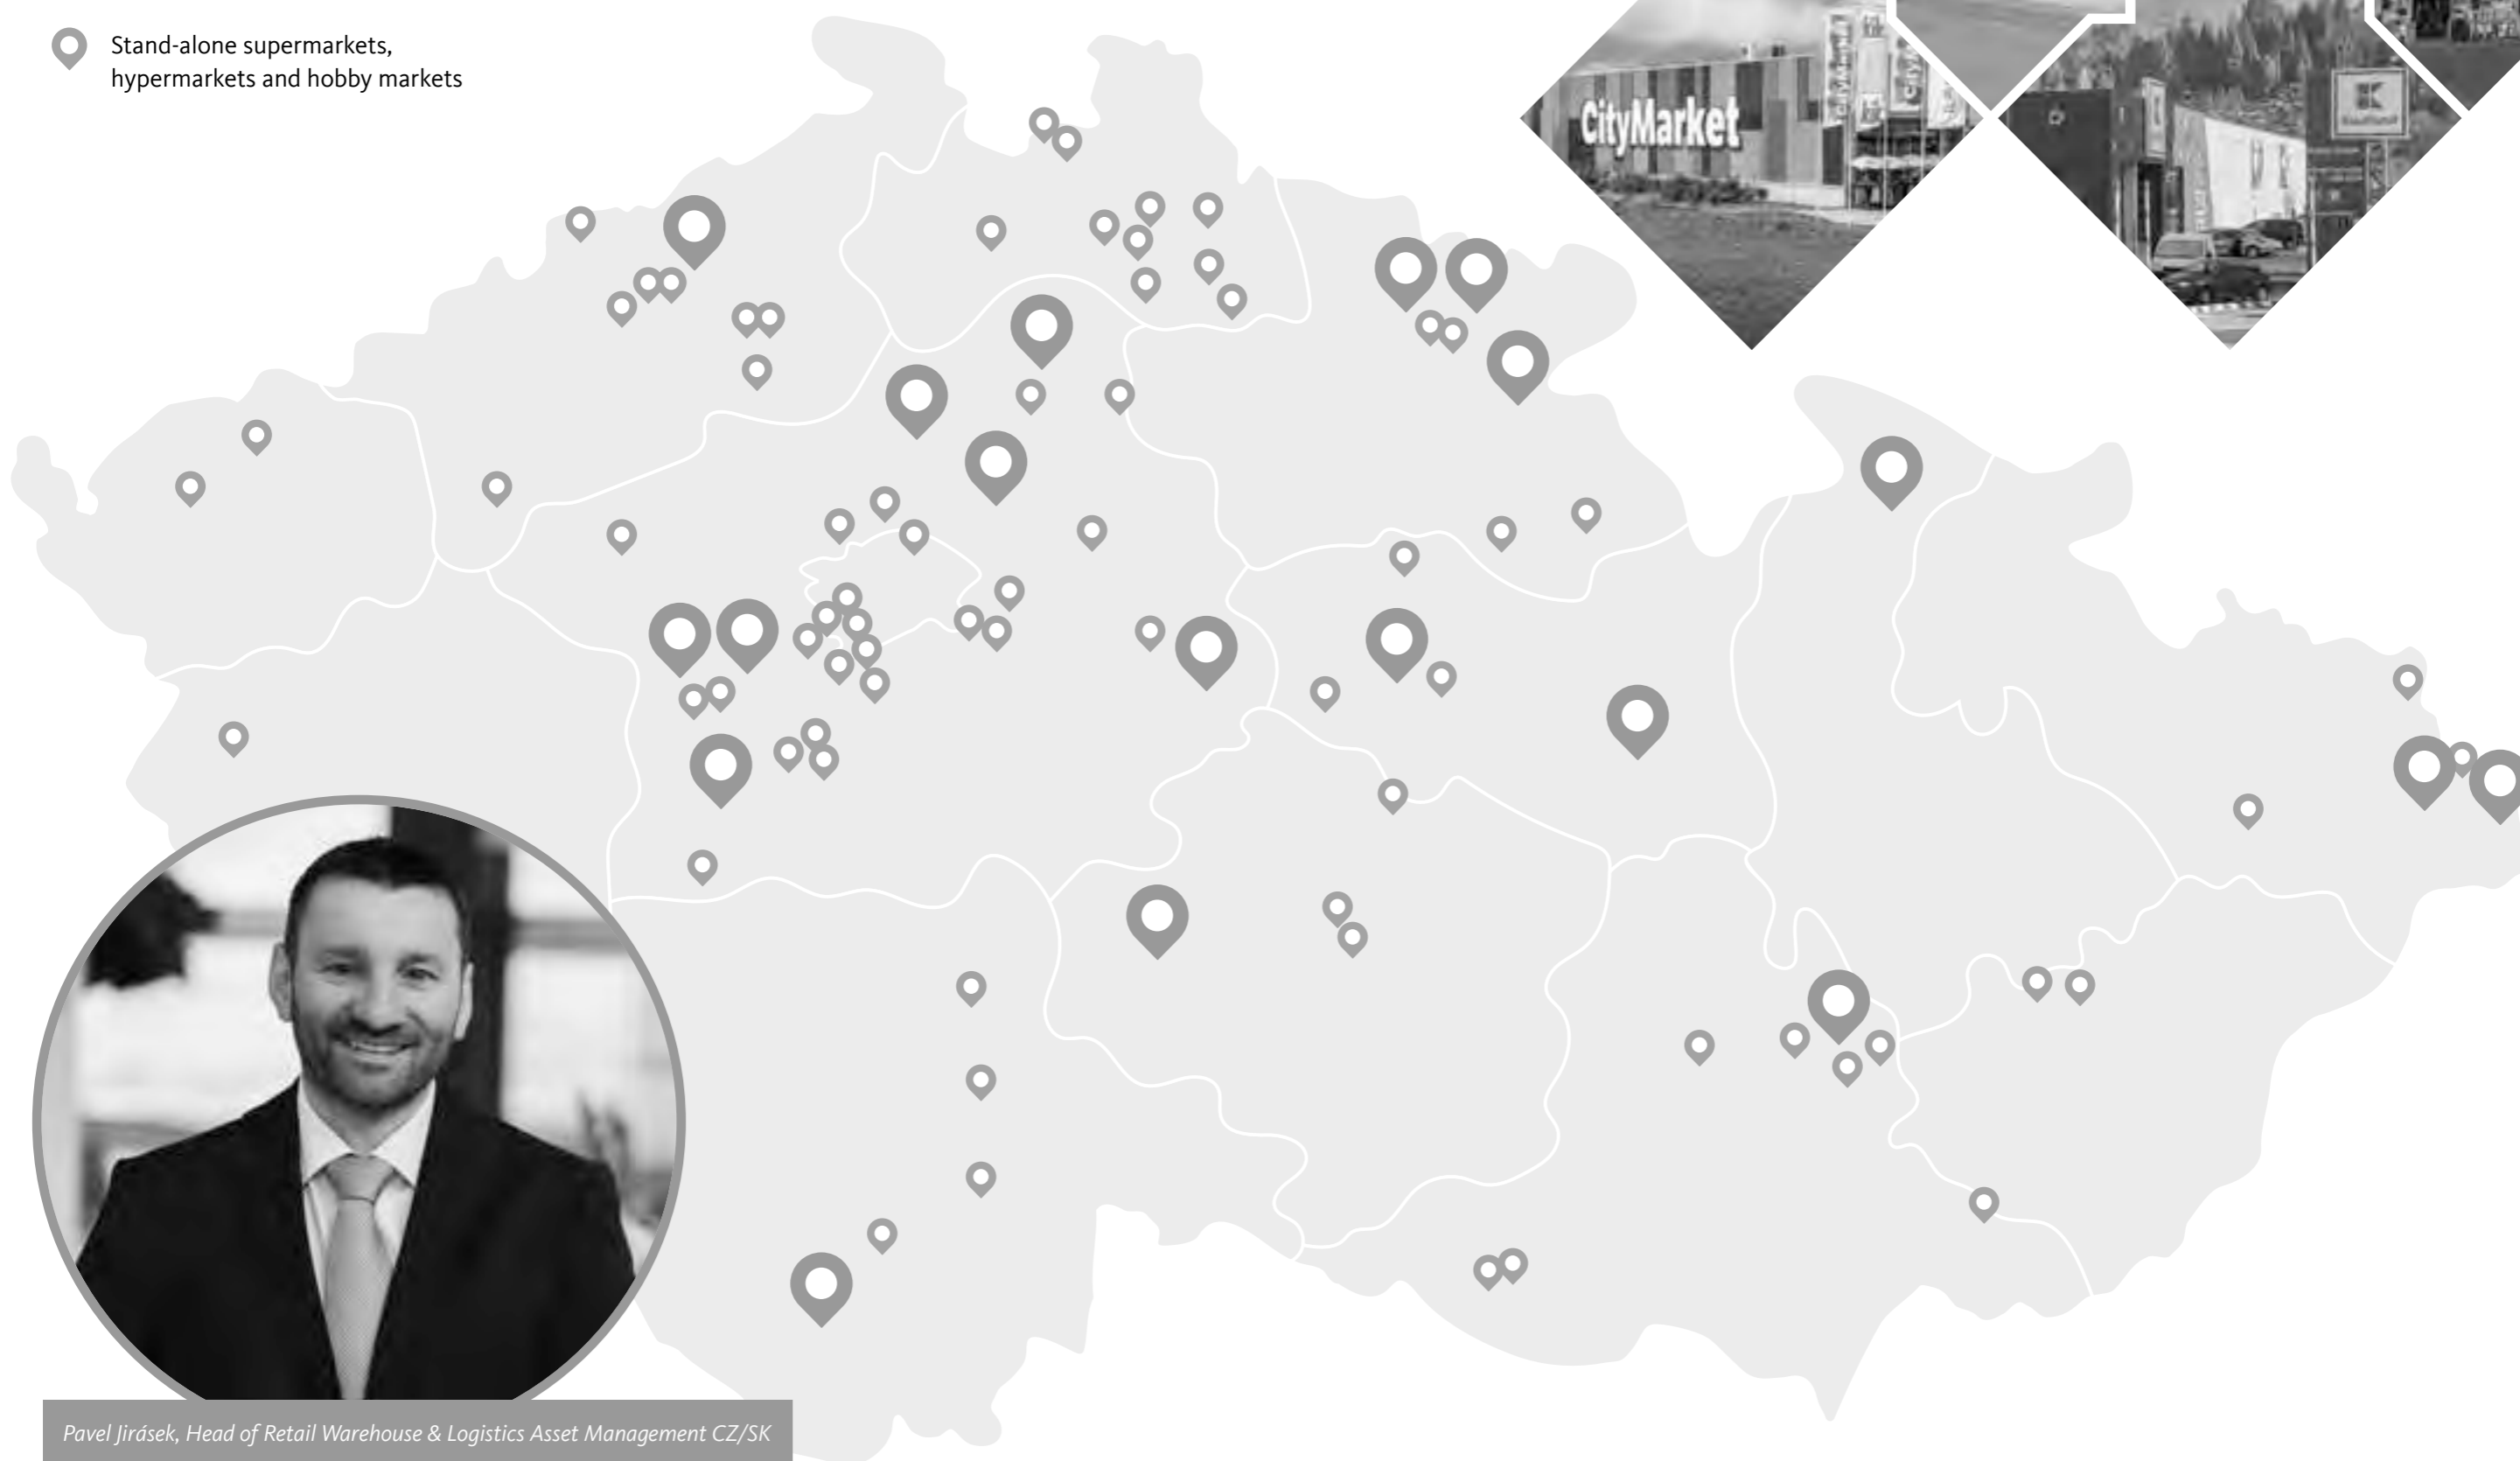 Stand-alone supermarkets,
hypermarkets and hobby markets
CityMarket
CityMarket
K
Pavel Jirásek, Head of Retail Warehouse & Logistics Asset Management CZ/SK